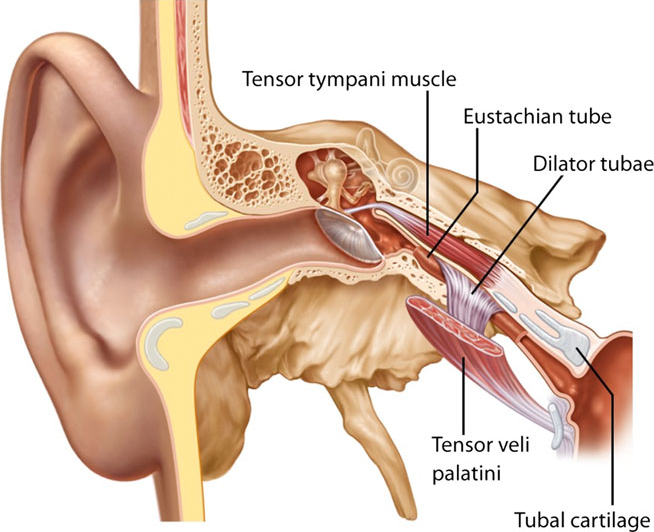 Tensor tympani muscle
Eustachian tube
Dilator tubae
Tensor veli
palatini
Tubal cartilage